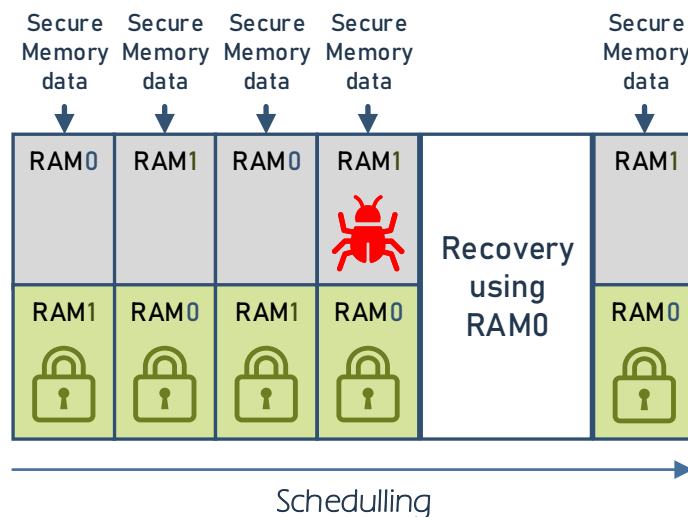 Secure Memory data
Secure Memory data
Secure Memory data
Secure Memory data
Secure Memory data
RAM0
RAM1
RAM0
RAM1
Recovery
using
RAM0
RAM1
RAM1
RAM0
RAM1
RAM0
RAM0
Schedulling